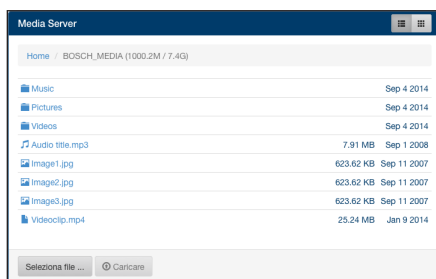 Media Server
Home / BOSCH_MEDIA (1000.2M / 7.4G)
Music Sep 4 2014
Pictures Sep 4 2014
Videos Sep 4 2014
Audio title.mp3 7.91 MB Sep 1 2008
Image1.jpg 623.62 KB Sep 11 2007
Image2.jpg 623.62 KB Sep 11 2007
Image3.jpg 623.62 KB Sep 11 2007
Videoclip.mp4 25.24 MB Jan 9 2014
Seleziona file ... Caricare